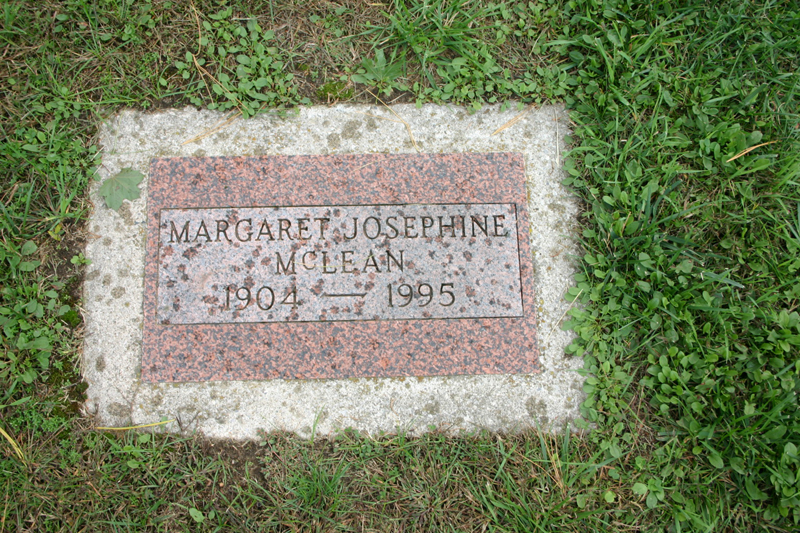 MARGARET JOSEPHINE
McLEAN
1904 — 1995